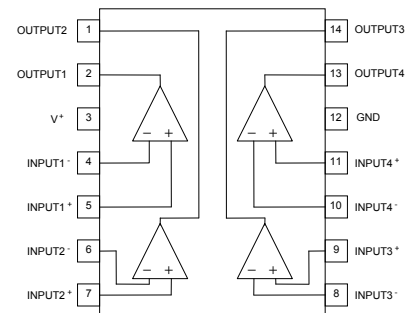 OUTPUT2 1 14 OUTPUT3
OUTPUT1 2 13 OUTPUT4
V+ 3 12 GND
INPUT1- 4 − + − + 11 INPUT4+
INPUT1+ 5 10 INPUT4-
INPUT2- 6 9 INPUT3+
INPUT2+ 7 − + − + 8 INPUT3-